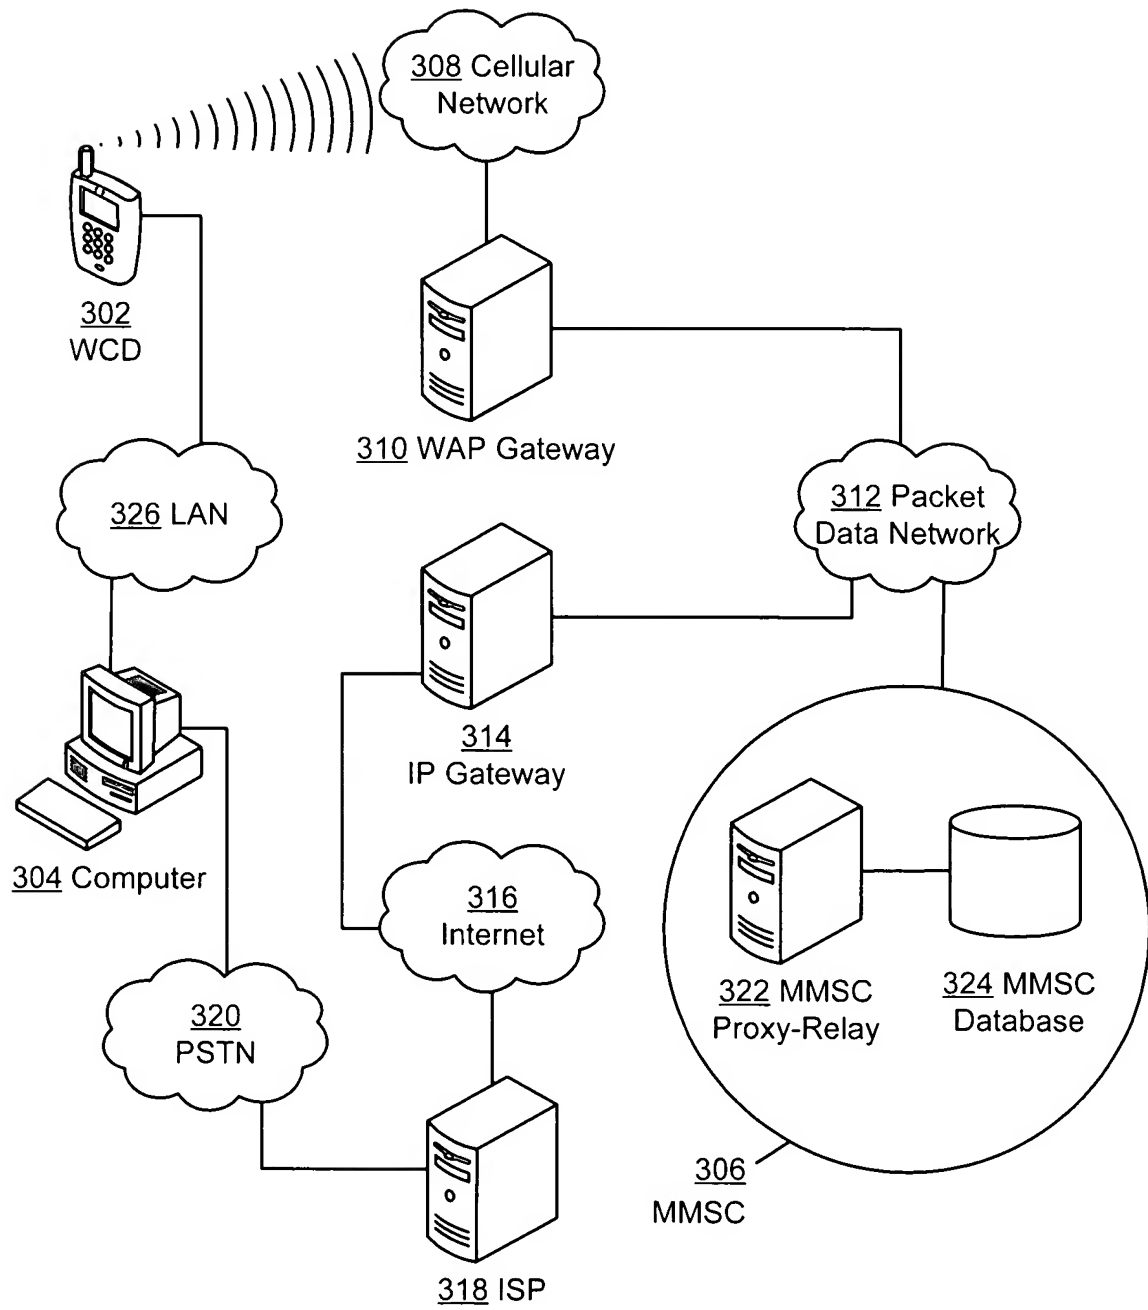 308 Cellular
Network
302
WCD
310 WAP Gateway
326 LAN
312 Packet
Data Network
314
IP Gateway
304 Computer
316
Internet
322 MMSC
Proxy-Relay
324 MMSC
Database
320
PSTN
306
MMSC
318 ISP